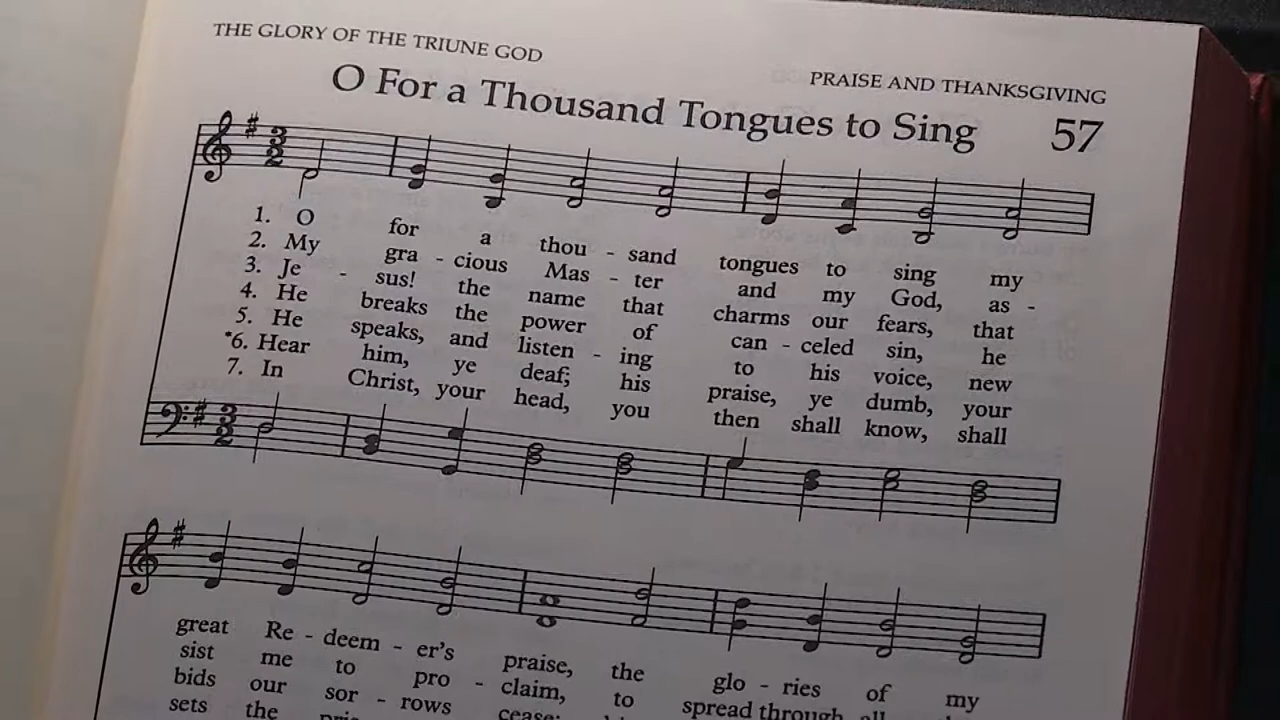 THE GLORY OF THE TRIUNE GOD
PRAISE AND THANKSGIVING
O For a Thousand Tongues to Sing 57
3
2
1. O for a thou - sand tongues to sing my
2. My gra - cious Mas - ter and my God, as -
3. Je - sus! the name that charms our fears, that
4. He breaks the power of can - celed sin, he
5. He speaks, and listen - ing to his voice, new
*6. Hear him, ye deaf; his praise, ye dumb, your
7. In Christ, your head, you then shall know, shall
3
2
great Re - deem - er's praise, the glo - ries of my
sist me to pro - claim, to spread through all
bids our sor - rows cease;
sets the